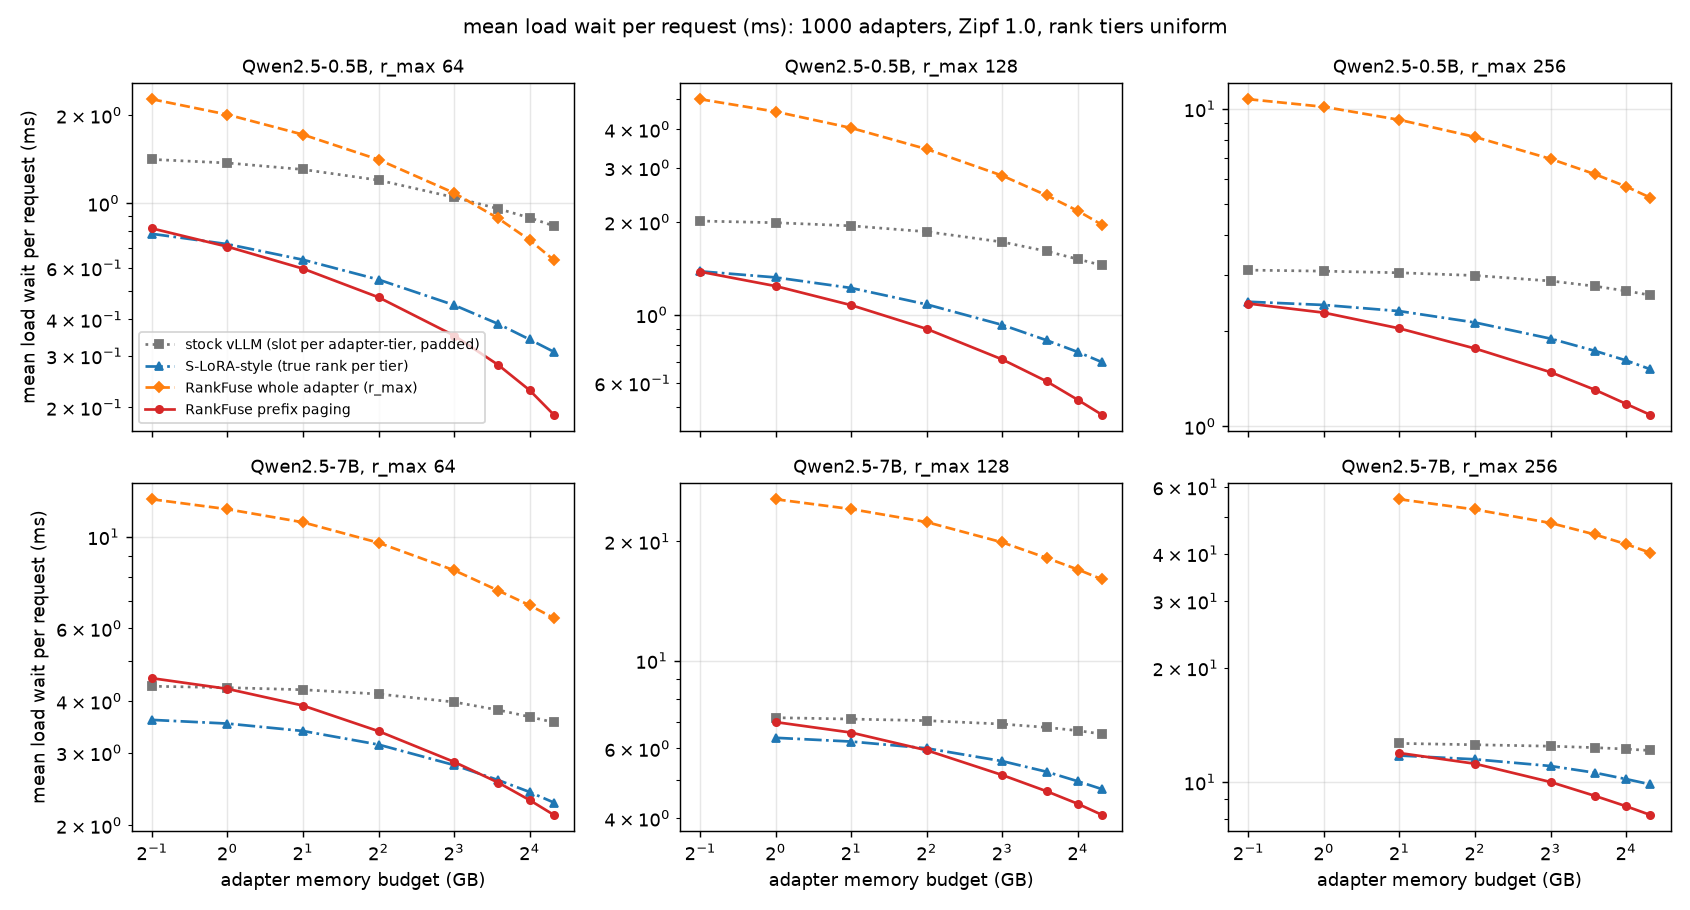 mean load wait per request (ms): 1000 adapters, Zipf 1.0, rank tiers uniform
Qwen2.5-0.5B, r_max 64
Qwen2.5-0.5B, r_max 128
Qwen2.5-0.5B, r_max 256
mean load wait per request (ms)
2 × 10⁰
10⁰
6 × 10⁻¹
4 × 10⁻¹
3 × 10⁻¹
2 × 10⁻¹
stock vLLM (slot per adapter-tier, padded)
S-LoRA-style (true rank per tier)
RankFuse whole adapter (r_max)
RankFuse prefix paging
4 × 10⁰
3 × 10⁰
2 × 10⁰
10⁰
6 × 10⁻¹
10¹
10⁰
Qwen2.5-7B, r_max 64
Qwen2.5-7B, r_max 128
Qwen2.5-7B, r_max 256
mean load wait per request (ms)
10¹
6 × 10⁰
4 × 10⁰
3 × 10⁰
2 × 10⁰
2⁻¹ 2⁰ 2¹ 2² 2³ 2⁴
adapter memory budget (GB)
2 × 10¹
10¹
6 × 10⁰
4 × 10⁰
2⁻¹ 2⁰ 2¹ 2² 2³ 2⁴
adapter memory budget (GB)
6 × 10¹
4 × 10¹
3 × 10¹
2 × 10¹
10¹
2⁻¹ 2⁰ 2¹ 2² 2³ 2⁴
adapter memory budget (GB)